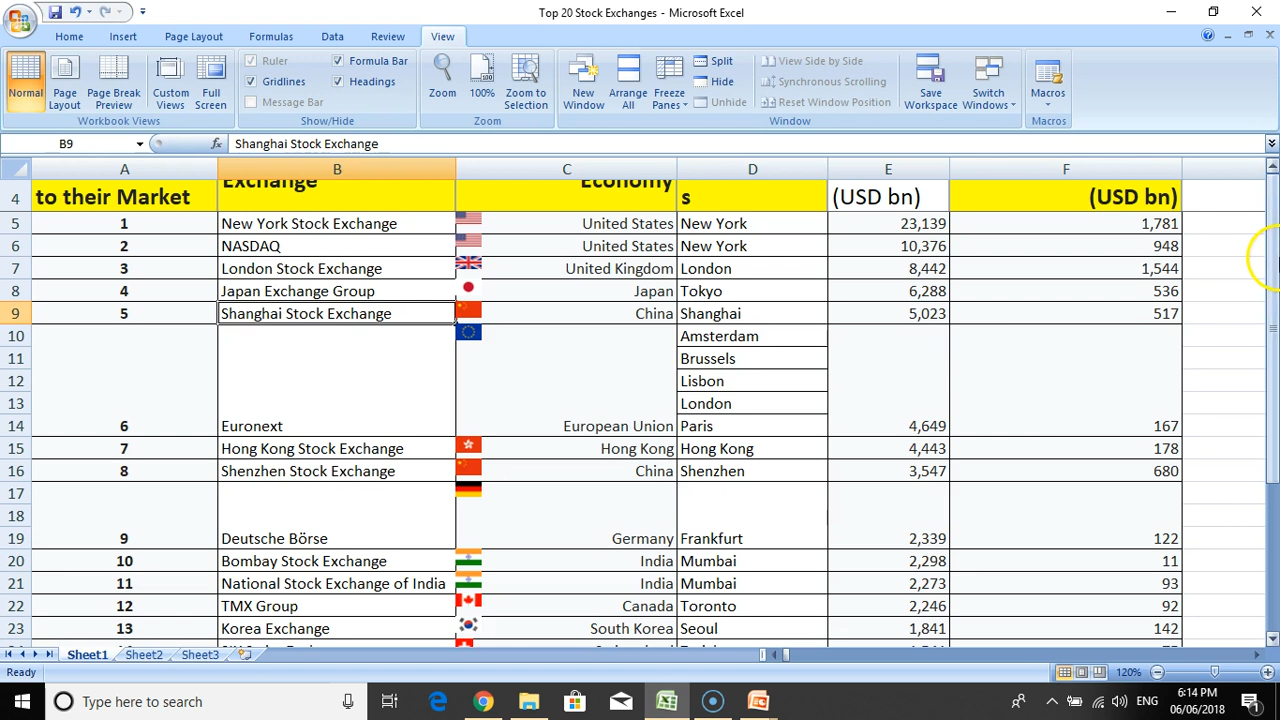 Top 20 Stock Exchanges - Microsoft Excel
Home Insert Page Layout Formulas Data Review View
Normal
Page Layout
Page Break Preview
Custom Views
Full Screen
Ruler
Gridlines
Message Bar
Formula Bar
Headings
Zoom
100%
Zoom to Selection
New Window
Arrange All
Freeze Panes
Split
Hide
Unhide
View Side by Side
Synchronous Scrolling
Reset Window Position
Save Workspace
Switch Windows
Macros
Workbook Views Show/Hide Zoom Window Macros
B9 fx Shanghai Stock Exchange
A B C D E F
Exchange Economy
4 to their Market s (USD bn) (USD bn)
5 1 New York Stock Exchange United States New York 23,139 1,781
6 2 NASDAQ United States New York 10,376 948
7 3 London Stock Exchange United Kingdom London 8,442 1,544
8 4 Japan Exchange Group Japan Tokyo 6,288 536
9 5 Shanghai Stock Exchange China Shanghai 5,023 517
10 Amsterdam
11 Brussels
12 Lisbon
13 London
14 6 Euronext European Union Paris 4,649 167
15 7 Hong Kong Stock Exchange Hong Kong Hong Kong 4,443 178
16 8 Shenzhen Stock Exchange China Shenzhen 3,547 680
17
18
19 9 Deutsche Börse Germany Frankfurt 2,339 122
20 10 Bombay Stock Exchange India Mumbai 2,298 11
21 11 National Stock Exchange of India India Mumbai 2,273 93
22 12 TMX Group Canada Toronto 2,246 92
23 13 Korea Exchange South Korea Seoul 1,841 142
Sheet1 Sheet2 Sheet3
Ready 120%
Type here to search
ENG
6:14 PM
06/06/2018
1